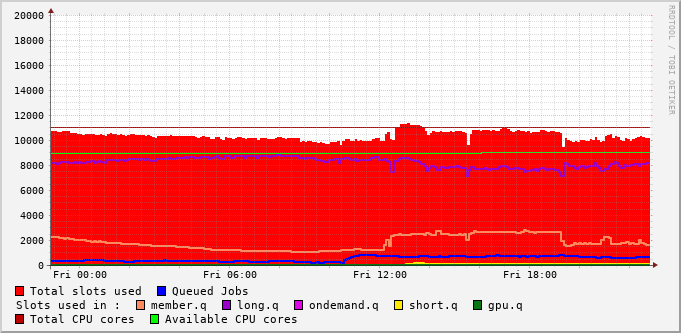 20000
18000
16000
14000
12000
10000
8000
6000
4000
2000
0
Fri 00:00 Fri 06:00 Fri 12:00 Fri 18:00
Total slots used Queued Jobs
Slots used in : member.q long.q ondemand.q short.q gpu.q
Total CPU cores Available CPU cores
RRDTOOL / TOBI OETIKER